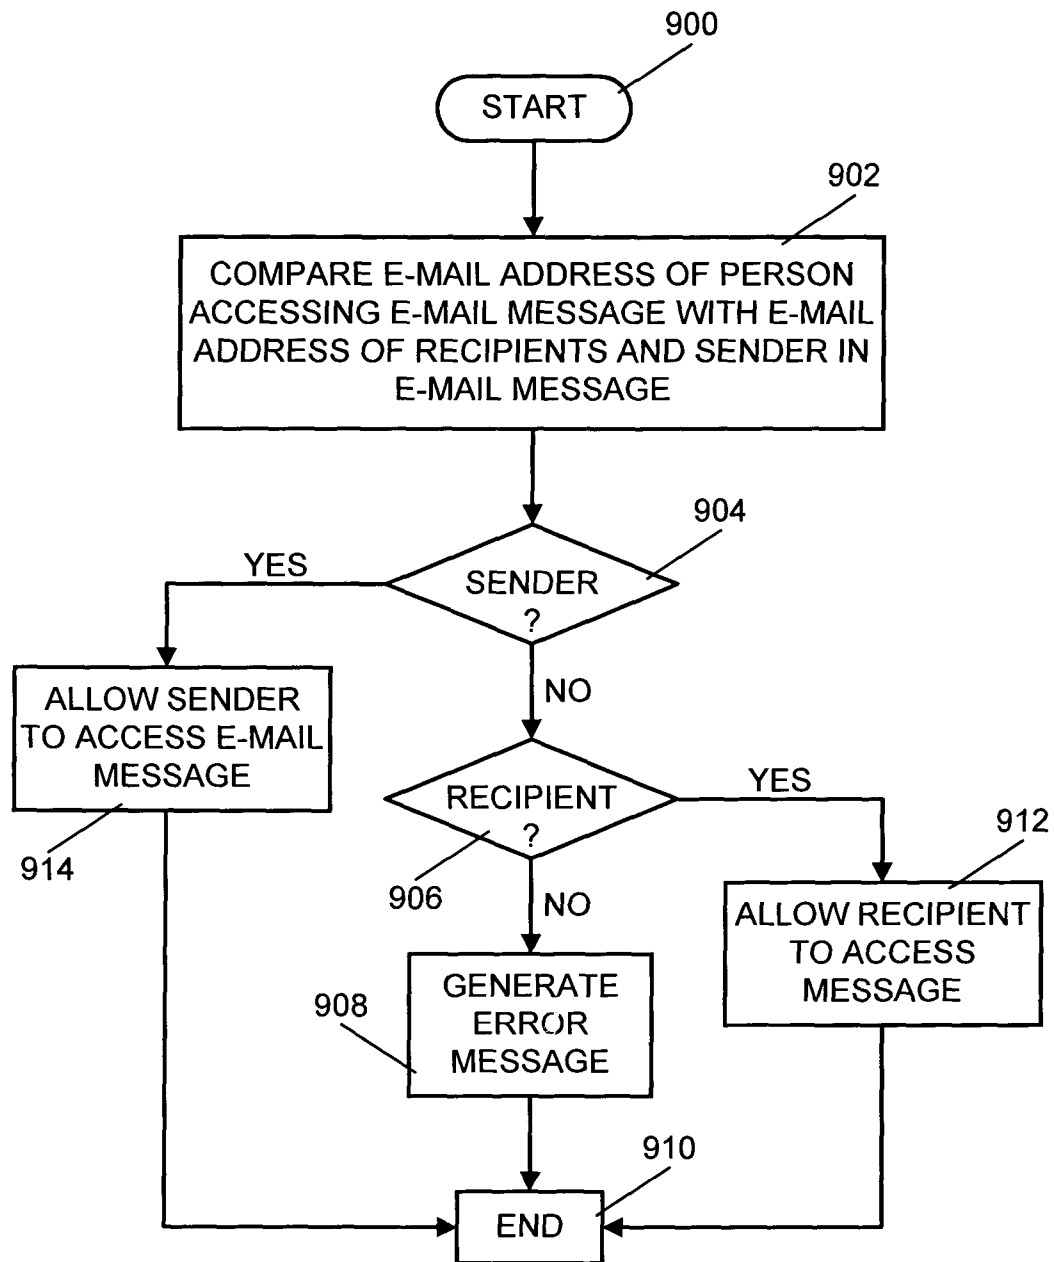 900
START
902
COMPARE E-MAIL ADDRESS OF PERSON
ACCESSING E-MAIL MESSAGE WITH E-MAIL
ADDRESS OF RECIPIENTS AND SENDER IN
E-MAIL MESSAGE
904
YES
SENDER
?
NO
ALLOW SENDER
TO ACCESS E-MAIL
MESSAGE
914
RECIPIENT
?
YES
906
912
NO
ALLOW RECIPIENT
TO ACCESS
MESSAGE
908
GENERATE
ERROR
MESSAGE
910
END